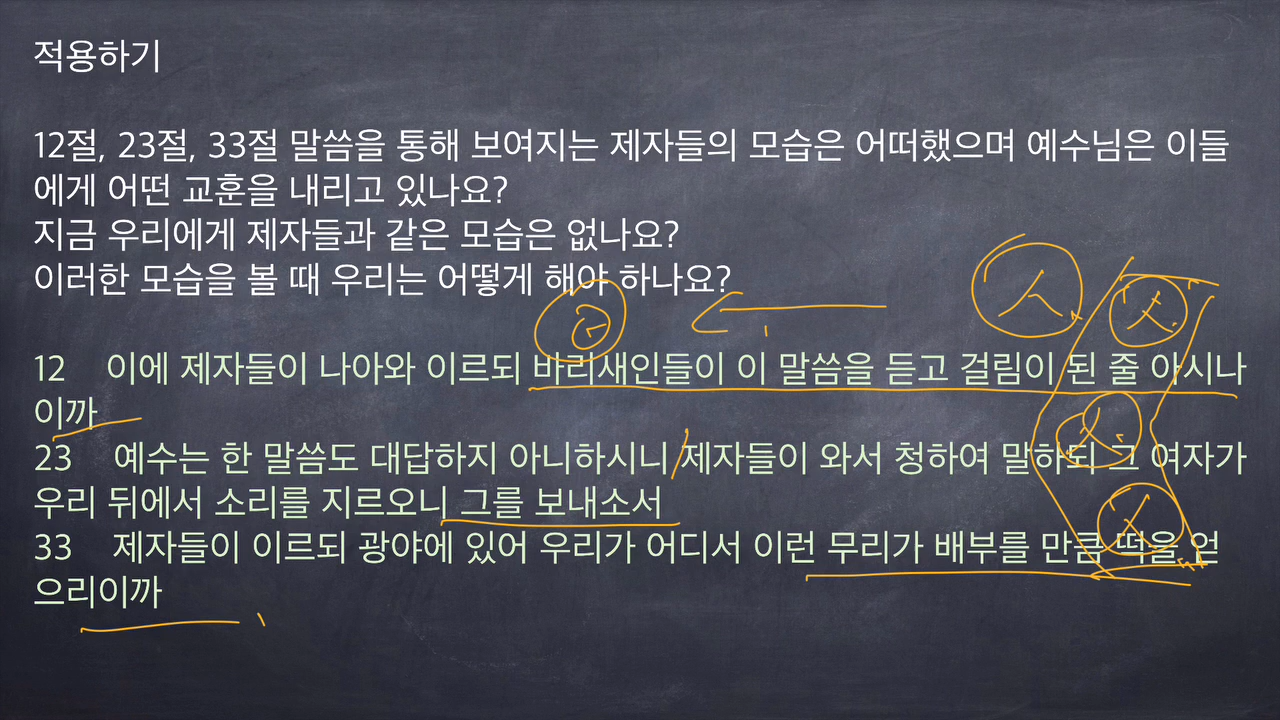 적용하기
12절, 23절, 33절 말씀을 통해 보여지는 제자들의 모습은 어떠했으며 예수님은 이들
에게 어떤 교훈을 내리고 있나요?
지금 우리에게 제자들과 같은 모습은 없나요?
이러한 모습을 볼 때 우리는 어떻게 해야 하나요?
12 이에 제자들이 나아와 이르되 바리새인들이 이 말씀을 듣고 걸림이 된 줄 아시나
이까
23 예수는 한 말씀도 대답하지 아니하시니 제자들이 와서 청하여 말하되 그 여자가
우리 뒤에서 소리를 지르오니 그를 보내소서
33 제자들이 이르되 광야에 있어 우리가 어디서 이런 무리가 배부를 만큼 떡을 얻
으리이까